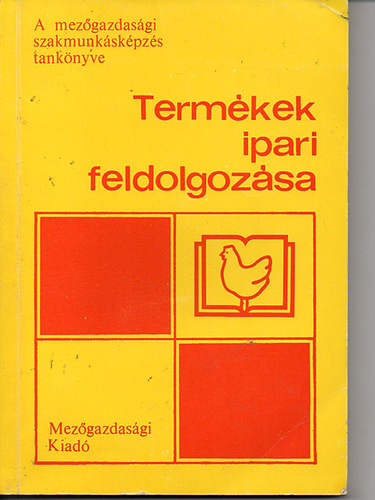 A mezőgazdasági
szakmunkásképzés
tankönyve
Termékek
ipari
feldolgozása
Mezőgazdasági
Kiadó